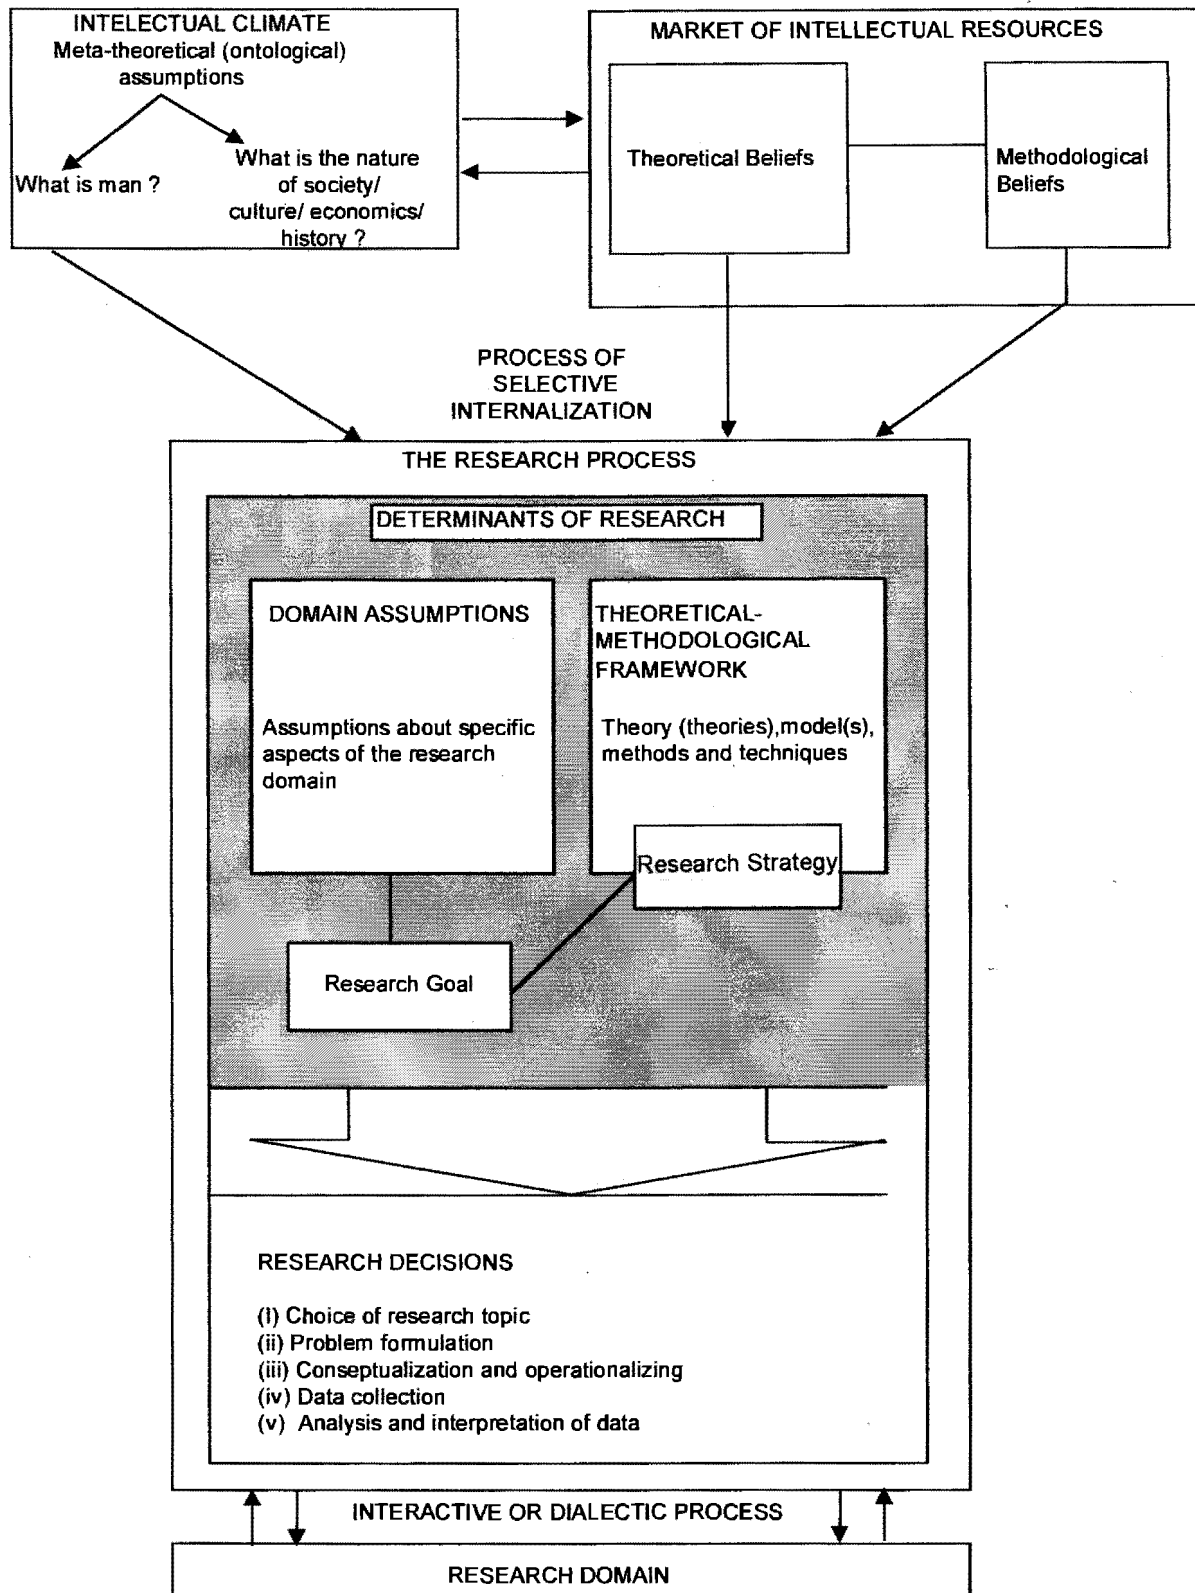 INTELECTUAL CLIMATE
Meta-theoretical (ontological)
assumptions
What is man ?
What is the nature
of society/
culture/ economics/
history ?
MARKET OF INTELLECTUAL RESOURCES
Theoretical Beliefs
Methodological
Beliefs
PROCESS OF
SELECTIVE
INTERNALIZATION
THE RESEARCH PROCESS
DETERMINANTS OF RESEARCH
DOMAIN ASSUMPTIONS
Assumptions about specific
aspects of the research
domain
THEORETICAL-
METHODOLOGICAL
FRAMEWORK
Theory (theories),model(s),
methods and techniques
Research Strategy
Research Goal
RESEARCH DECISIONS
(i) Choice of research topic
(ii) Problem formulation
(iii) Conseptualization and operationalizing
(iv) Data collection
(v) Analysis and interpretation of data
INTERACTIVE OR DIALECTIC PROCESS
RESEARCH DOMAIN